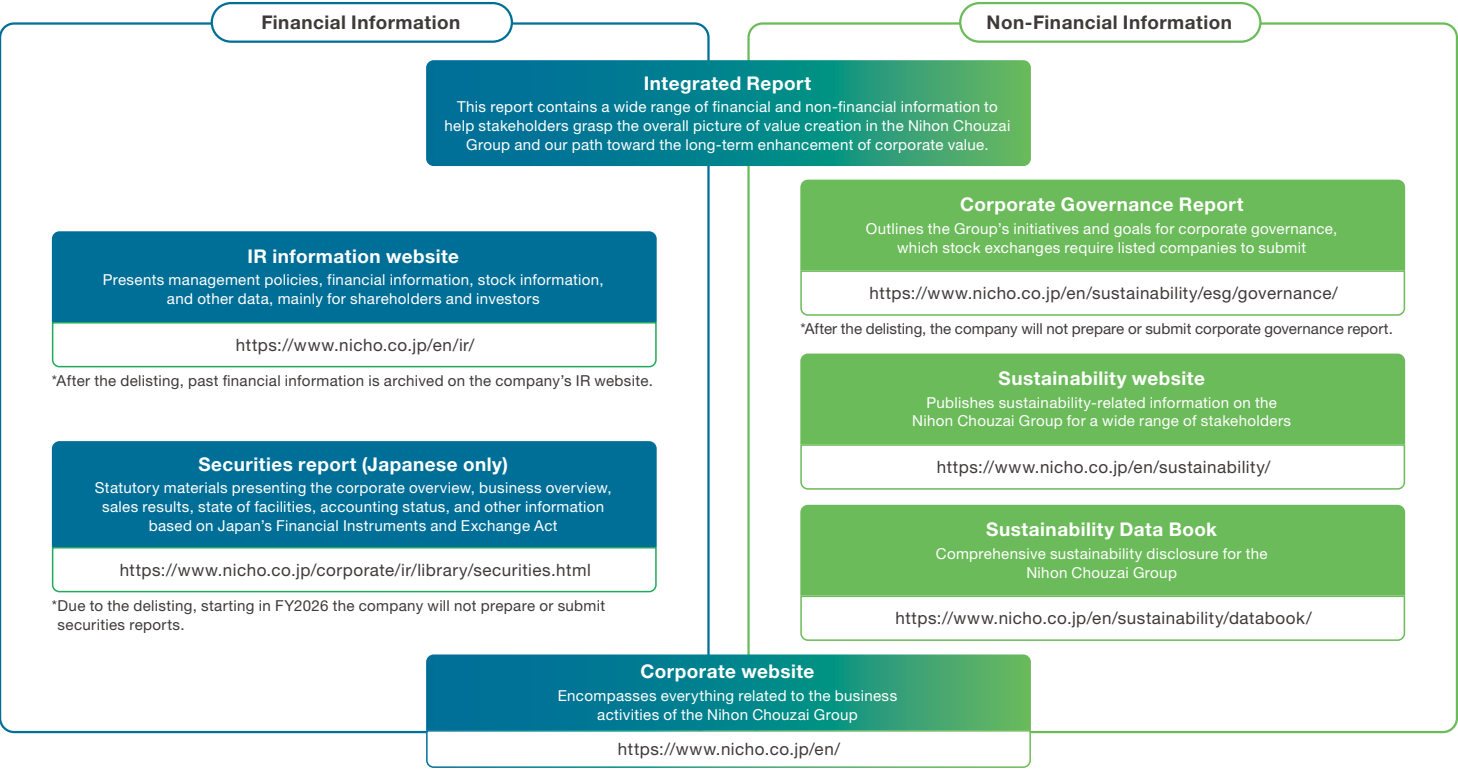 Financial Information
Non-Financial Information
Integrated Report
This report contains a wide range of financial and non-financial information to
help stakeholders grasp the overall picture of value creation in the Nihon Chouzai
Group and our path toward the long-term enhancement of corporate value.
IR information website
Presents management policies, financial information, stock information,
and other data, mainly for shareholders and investors
https://www.nicho.co.jp/en/ir/
*After the delisting, past financial information is archived on the company's IR website.
Securities report (Japanese only)
Statutory materials presenting the corporate overview, business overview,
sales results, state of facilities, accounting status, and other information
based on Japan's Financial Instruments and Exchange Act
https://www.nicho.co.jp/corporate/ir/library/securities.html
*Due to the delisting, starting in FY2026 the company will not prepare or submit
securities reports.
Corporate Governance Report
Outlines the Group's initiatives and goals for corporate governance,
which stock exchanges require listed companies to submit
https://www.nicho.co.jp/en/sustainability/esg/governance/
*After the delisting, the company will not prepare or submit corporate governance report.
Sustainability website
Publishes sustainability-related information on the
Nihon Chouzai Group for a wide range of stakeholders
https://www.nicho.co.jp/en/sustainability/
Sustainability Data Book
Comprehensive sustainability disclosure for the
Nihon Chouzai Group
https://www.nicho.co.jp/en/sustainability/databook/
Corporate website
Encompasses everything related to the business
activities of the Nihon Chouzai Group
https://www.nicho.co.jp/en/